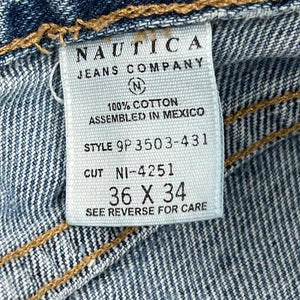 NAUTICA
JEANS COMPANY
N
100% COTTON
ASSEMBLED IN MEXICO
STYLE 9P3503-431
CUT NI-4251
36 X 34
SEE REVERSE FOR CARE